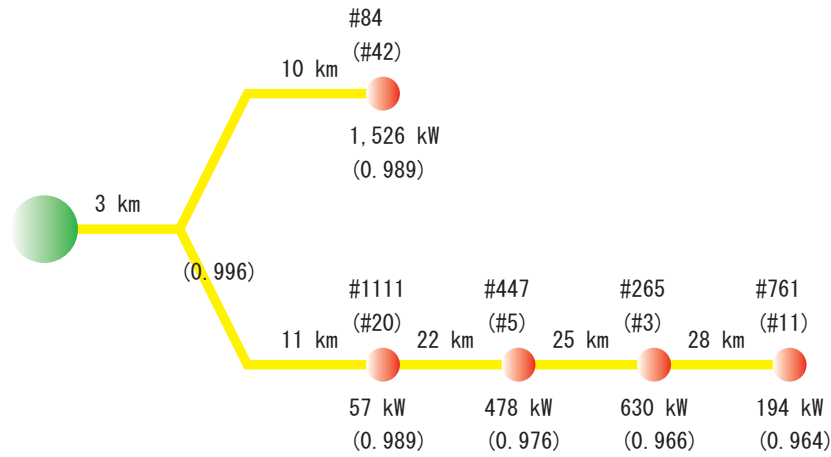 #84
(#42)
10 km
1,526 kW
(0.989)
3 km
(0.996)
#1111 #447 #265 #761
(#20) (#5) (#3) (#11)
11 km 22 km 25 km 28 km
57 kW 478 kW 630 kW 194 kW
(0.989) (0.976) (0.966) (0.964)